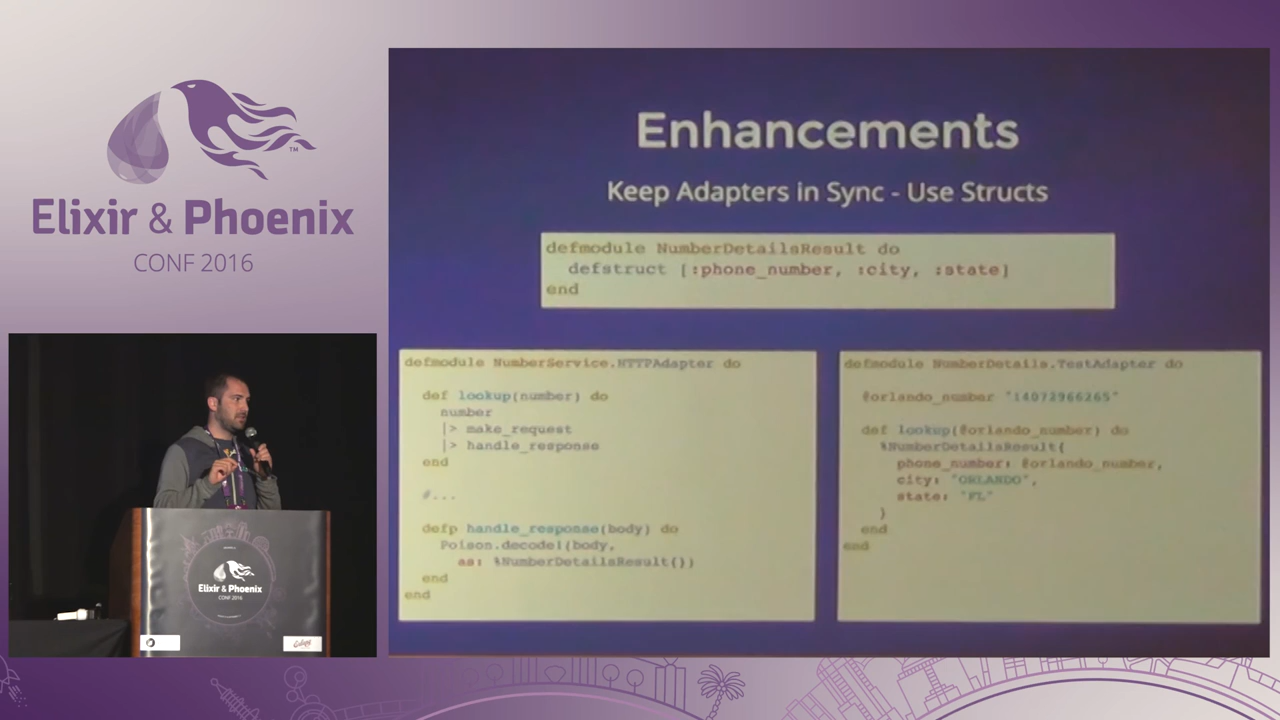 Elixir & Phoenix
CONF 2016
TM
Enhancements
Keep Adapters in Sync - Use Structs
defmodule NumberDetailsResult do
defstruct [:phone_number, :city, :state]
end
defmodule NumberService.HTTPAdapter do
def lookup(number) do
number
|> make_request
|> handle_response
end
#...
defp handle_response(body) do
Poison.decode!(body,
as: %NumberDetailsResult{})
end
end
defmodule NumberDetails.TestAdapter do
@orlando_number "14072966265"
def lookup(@orlando_number) do
%NumberDetailsResult{
phone_number: @orlando_number,
city: "ORLANDO",
state: "FL"
}
end
end
Elixir & Phoenix
CONF 2016